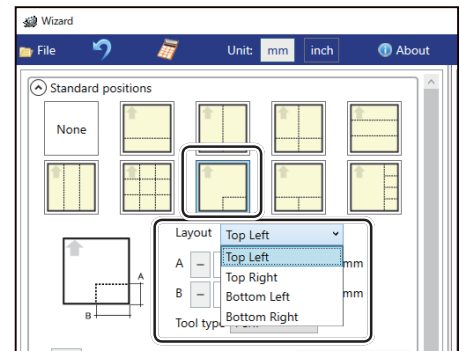 Wizard
File Unit: mm inch About
Standard positions
None
Layout Top Left
A – Top Left mm
Top Right
B – Bottom Left mm
Bottom Right
Tool type
A
B